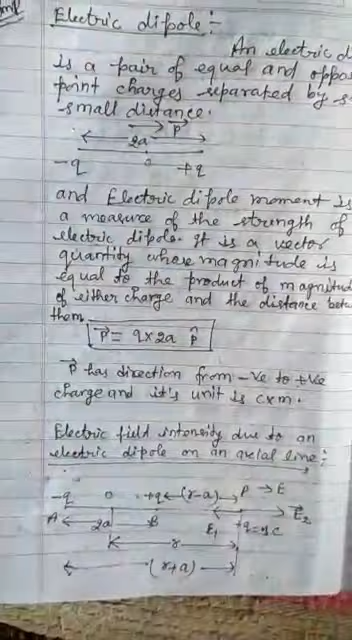 Imp
Electric dipole:-
An electric d
is a pair of equal and oppo
point charges separated by s
small distance.
→ P
2a
-q o +q
and Electric dipole moment is
a measure of the strength of
electric dipole. It is a vector
quantity whose magnitude is
equal to the product of magnitud
of either charge and the distance betw
them.
P = q×2a p̂
P has direction from -ve to +ve
charge and it's unit is c×m.
Electric field intensity due to an
electric dipole on an axial line:
-q o +q ←(r-a)→ P → E
A 2a B E1 +q= C E2
r
(r+a)